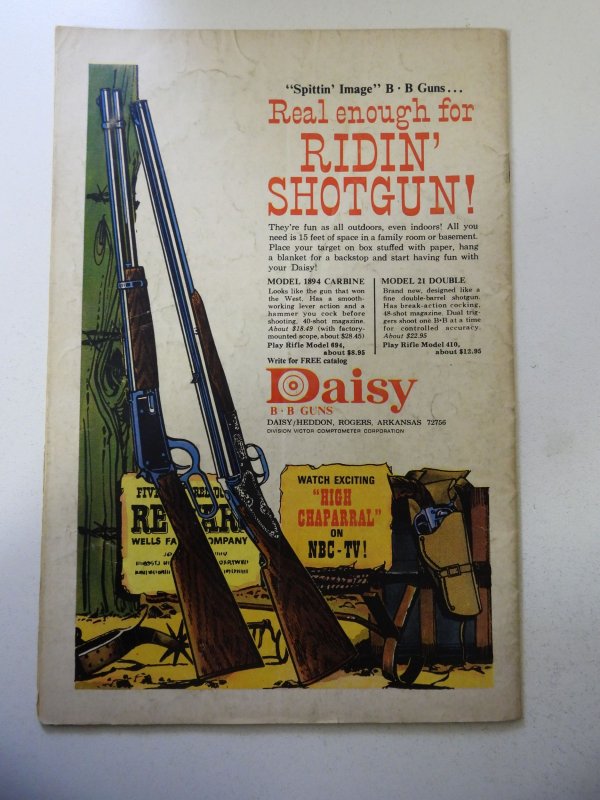 "Spittin' Image" B·B Guns...
Real enough for
RIDIN'
SHOTGUN!
They're fun as all outdoors, even indoors! All you
need is 15 feet of space in a family room or basement.
Place your target on box stuffed with paper, hang
a blanket for a backstop and start having fun with
your Daisy!
MODEL 1894 CARBINE
Looks like the gun that won
the West. Has a smooth-
working lever action and a
hammer you cock before
shooting. 40-shot magazine.
About $18.49 (with factory-
mounted scope, about $28.45)
Play Rifle Model 694,
about $8.95
MODEL 21 DOUBLE
Brand new, designed like a
fine double-barrel shotgun.
Has break-action cocking,
48-shot magazine. Dual trig-
gers shoot one B·B at a time
for controlled accuracy.
About $22.95
Play Rifle Model 410,
about $12.95
Write for FREE catalog
Daisy
B·B GUNS
DAISY/HEDDON, ROGERS, ARKANSAS 72756
DIVISION VICTOR COMPTOMETER CORPORATION
WATCH EXCITING
"HIGH
CHAPARRAL"
ON
NBC-TV!
FIVE
RE AR
WELLS FA COMPANY